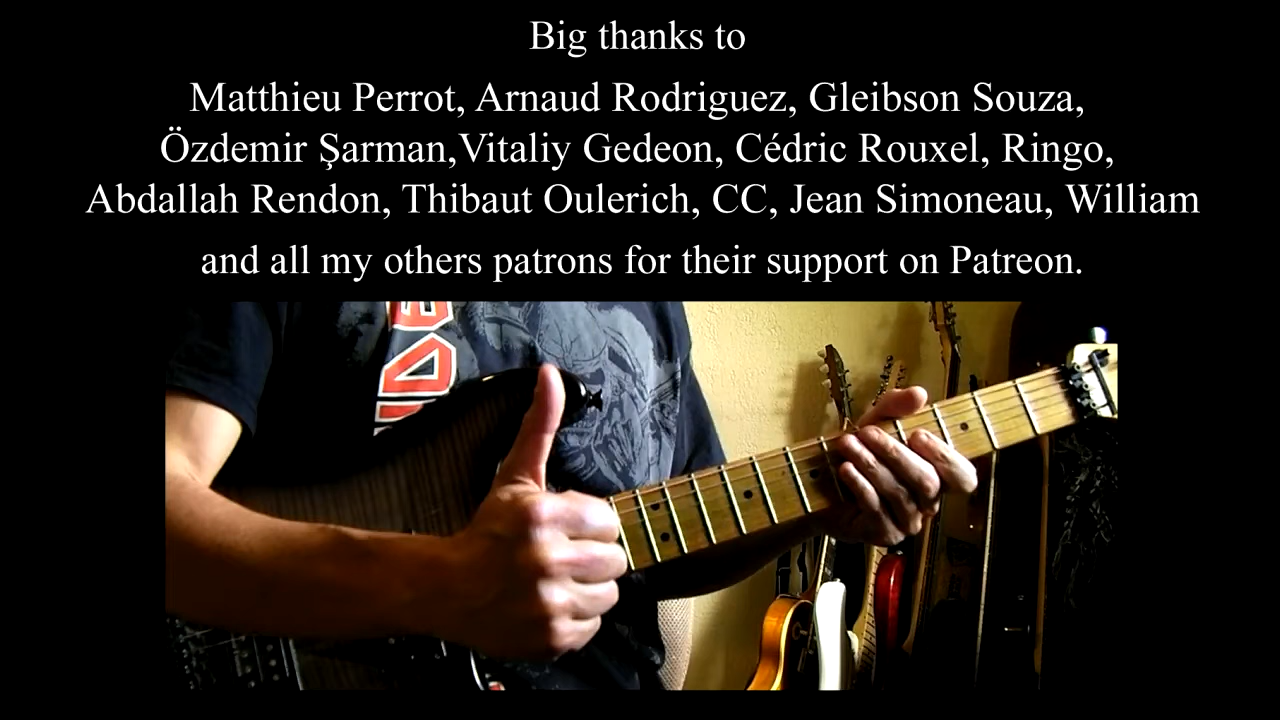 Big thanks to
Matthieu Perrot, Arnaud Rodriguez, Gleibson Souza,
Özdemir Şarman,Vitaliy Gedeon, Cédric Rouxel, Ringo,
Abdallah Rendon, Thibaut Oulerich, CC, Jean Simoneau, William
and all my others patrons for their support on Patreon.